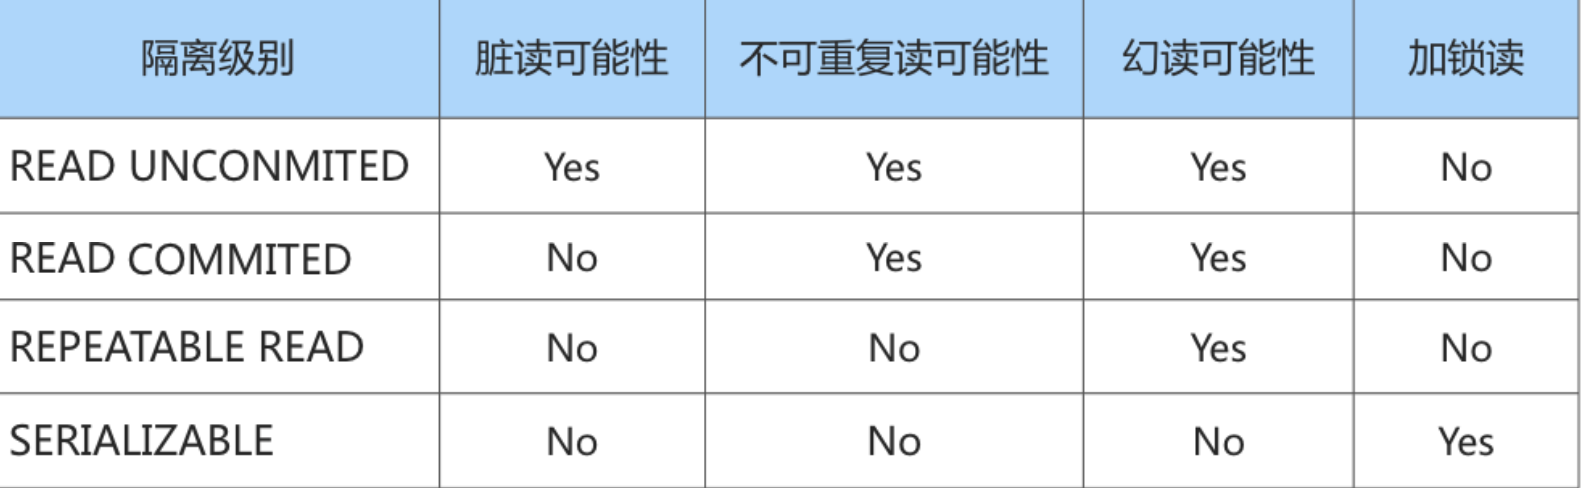 隔离级别 脏读可能性 不可重复读可能性 幻读可能性 加锁读
READ UNCONMITED Yes Yes Yes No
READ COMMITED No Yes Yes No
REPEATABLE READ No No Yes No
SERIALIZABLE No No No Yes